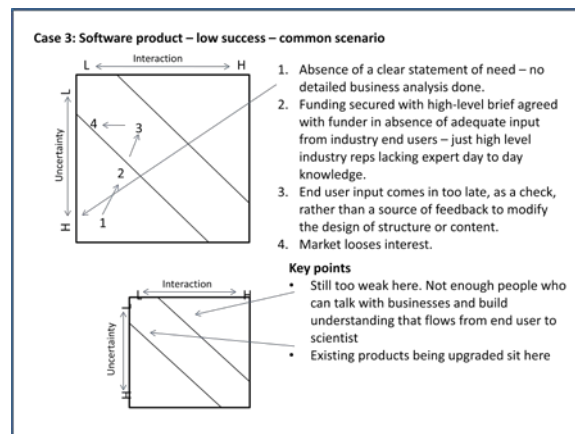 Case 3: Software product – low success – common scenario
L Interaction H
L
Uncertainty
H
4 3
2
1
1. Absence of a clear statement of need – no
detailed business analysis done.
2. Funding secured with high-level brief agreed
with funder in absence of adequate input
from industry end users – just high level
industry reps lacking expert day to day
knowledge.
3. End user input comes in too late, as a check,
rather than a source of feedback to modify
the design of structure or content.
4. Market looses interest.
Key points
• Still too weak here. Not enough people who
can talk with businesses and build
understanding that flows from end user to
scientist
• Existing products being upgraded sit here
Interaction
L H
L
Uncertainty
H